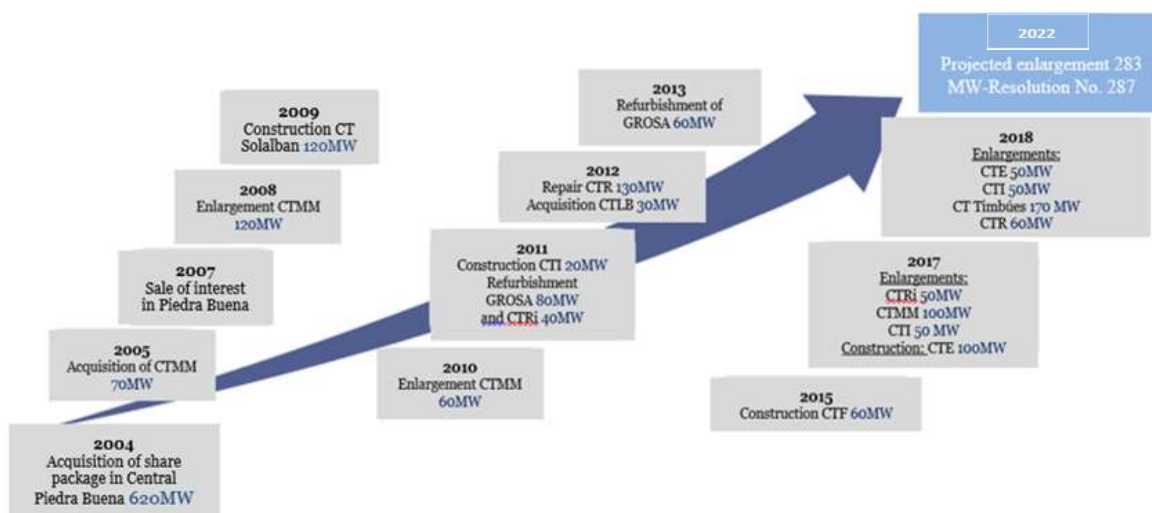 2004
Acquisition of share
package in Central
Piedra Buena 620MW
2005
Acquisition of CTMM
70MW
2007
Sale of interest
in Piedra Buena
2008
Enlargement CTMM
120MW
2009
Construction CT
Solalban 120MW
2010
Enlargement CTMM
60MW
2011
Construction CTI 20MW
Refurbishment
GROSA 80MW
and CTRi 40MW
2012
Repair CTR 130MW
Acquisition CTLB 30MW
2013
Refurbishment of
GROSA 60MW
2015
Construction CTF 60MW
2017
Enlargements:
CTRi 50MW
CTMM 100MW
CTI 50 MW
Construction: CTE 100MW
2018
Enlargements:
CTE 50MW
CTI 50MW
CT Timbúes 170 MW
CTR 60MW
2022
Projected enlargement 283
MW-Resolution No. 287